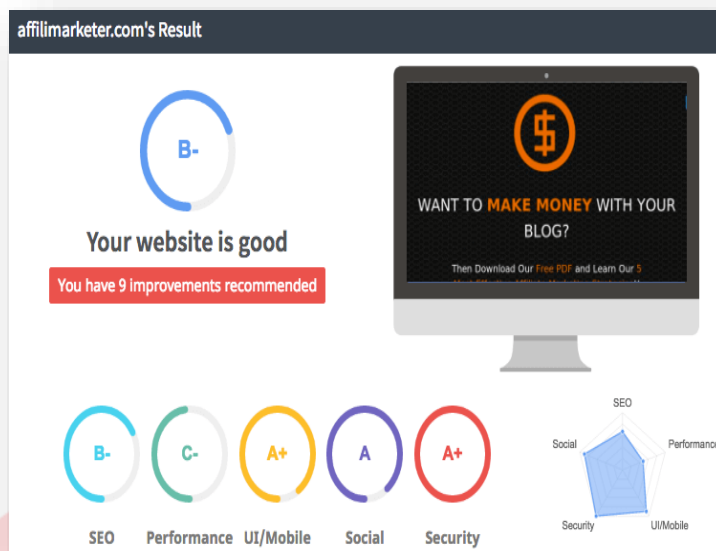 affilimarketer.com's Result
B-
Your website is good
You have 9 improvements recommended
$
WANT TO MAKE MONEY WITH YOUR
BLOG?
Then Download Our Free PDF and Learn Our 5
B-
C-
A+
A
A+
SEO
Performance
UI/Mobile
Social
Security
SEO
Performance
UI/Mobile
Security
Social